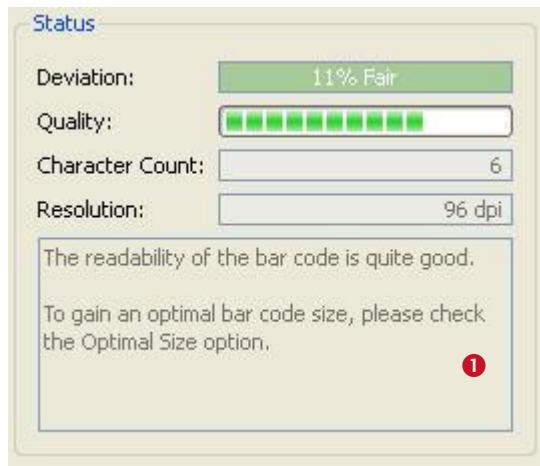 Status
Deviation: 11% Fair
Quality:
Character Count: 6
Resolution: 96 dpi
The readability of the bar code is quite good.
To gain an optimal bar code size, please check
the Optimal Size option.
1